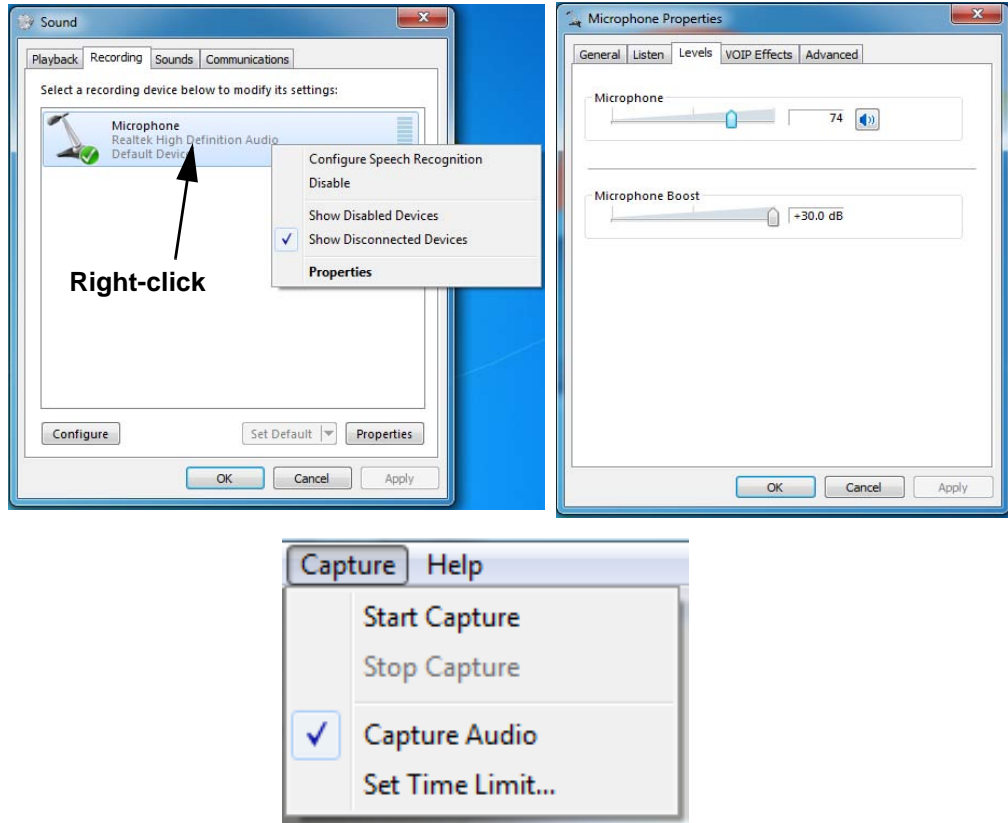 Sound
Playback Recording Sounds Communications
Select a recording device below to modify its settings:
Microphone
Realtek High Definition Audio
Default Device
Configure Speech Recognition
Disable
Show Disabled Devices
Show Disconnected Devices
Properties
Right-click
Configure Set Default Properties
OK Cancel Apply
Microphone Properties
General Listen Levels VOIP Effects Advanced
Microphone
74
Microphone Boost
+30.0 dB
OK Cancel Apply
Capture Help
Start Capture
Stop Capture
Capture Audio
Set Time Limit...